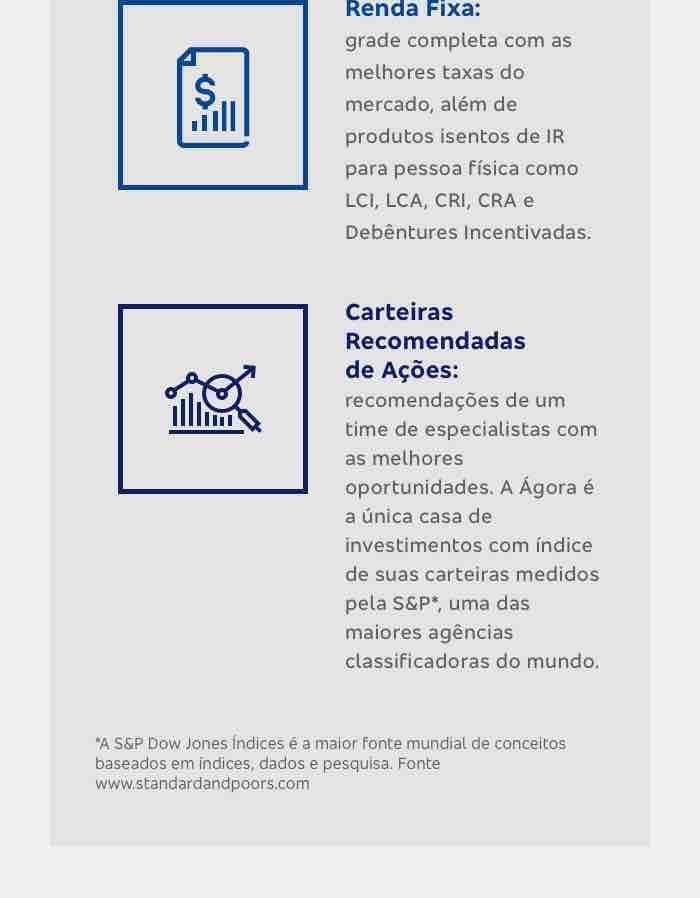 Renda Fixa:
grade completa com as
melhores taxas do
mercado, além de
produtos isentos de IR
para pessoa física como
LCI, LCA, CRI, CRA e
Debêntures Incentivadas.
Carteiras
Recomendadas
de Ações:
recomendações de um
time de especialistas com
as melhores
oportunidades. A Ágora é
a única casa de
investimentos com índice
de suas carteiras medidos
pela S&P*, uma das
maiores agências
classificadoras do mundo.
*A S&P Dow Jones Índices é a maior fonte mundial de conceitos
baseados em índices, dados e pesquisa. Fonte
www.standardandpoors.com